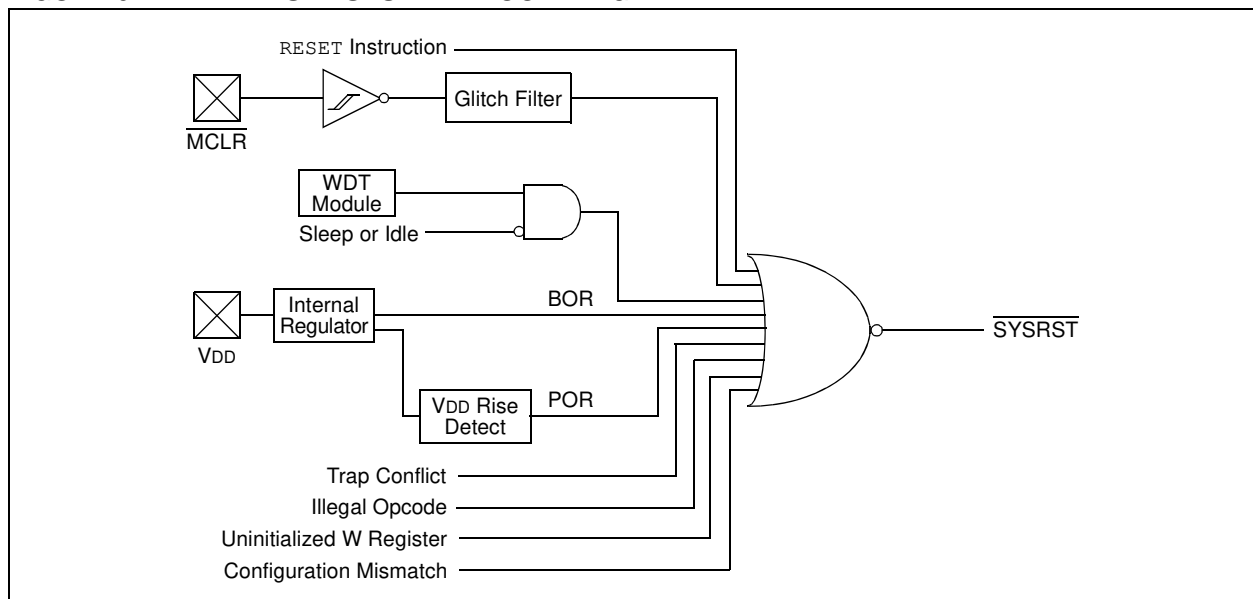 RESET Instruction
Glitch Filter
MCLR
WDT
Module
Sleep or Idle
Internal
Regulator
BOR
SYSRST
VDD
VDD Rise
Detect
POR
Trap Conflict
Illegal Opcode
Uninitialized W Register
Configuration Mismatch